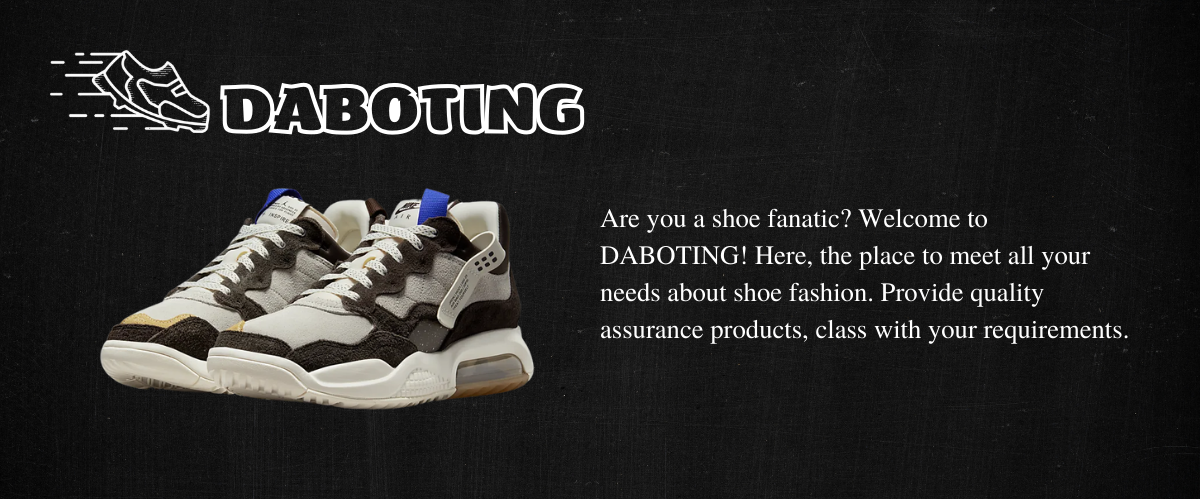 DABOTING
Are you a shoe fanatic? Welcome to
DABOTING! Here, the place to meet all your
needs about shoe fashion. Provide quality
assurance products, class with your requirements.